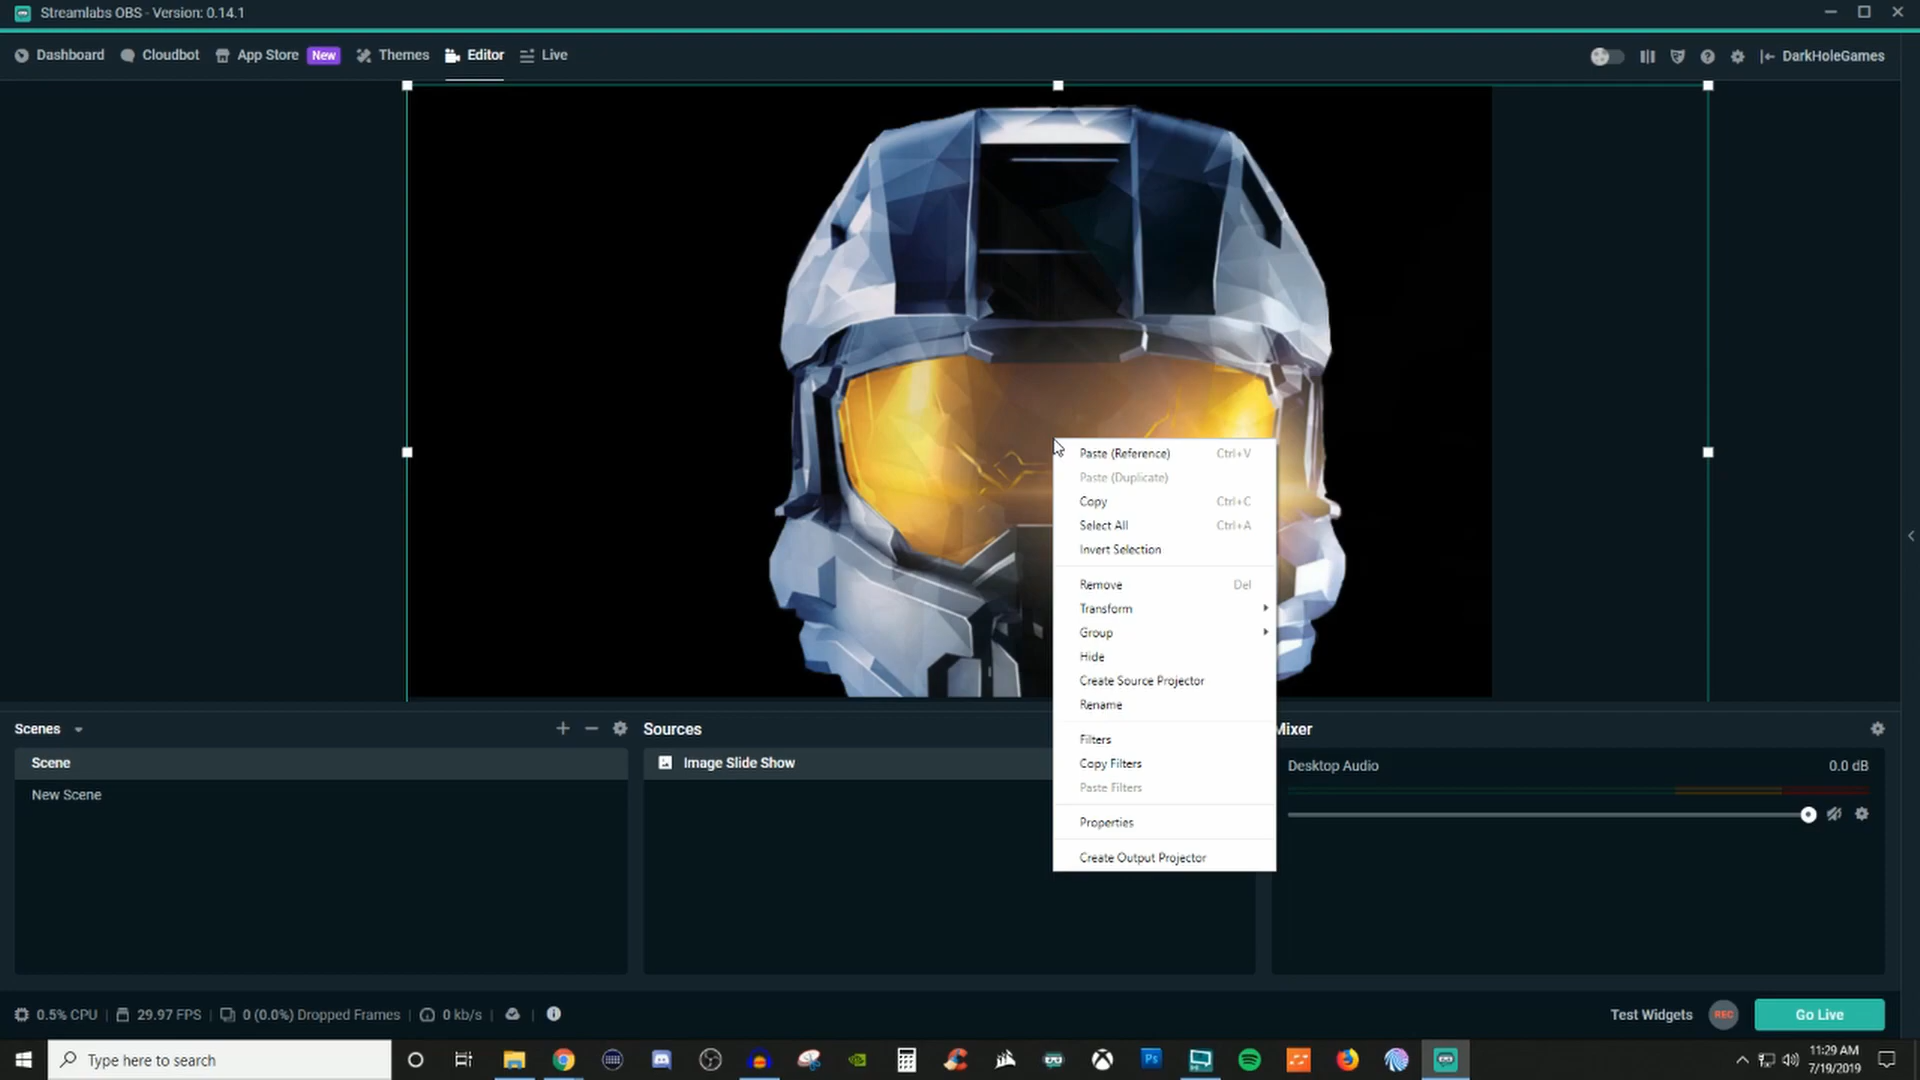 Streamlabs OBS - Version: 0.14.1
Dashboard Cloudbot App Store New Themes Editor Live DarkHoleGames
Paste (Reference) Ctrl+V
Paste (Duplicate)
Copy Ctrl+C
Select All Ctrl+A
Invert Selection
Remove Del
Transform
Group
Hide
Create Source Projector
Rename
Filters
Copy Filters
Paste Filters
Properties
Create Output Projector
Scenes
Scene
New Scene
Sources
Image Slide Show
Mixer
Desktop Audio 0.0 dB
0.5% CPU 29.97 FPS 0 (0.0%) Dropped Frames 0 kb/s Test Widgets REC Go Live
Type here to search
Ps
11:29 AM
7/19/2019